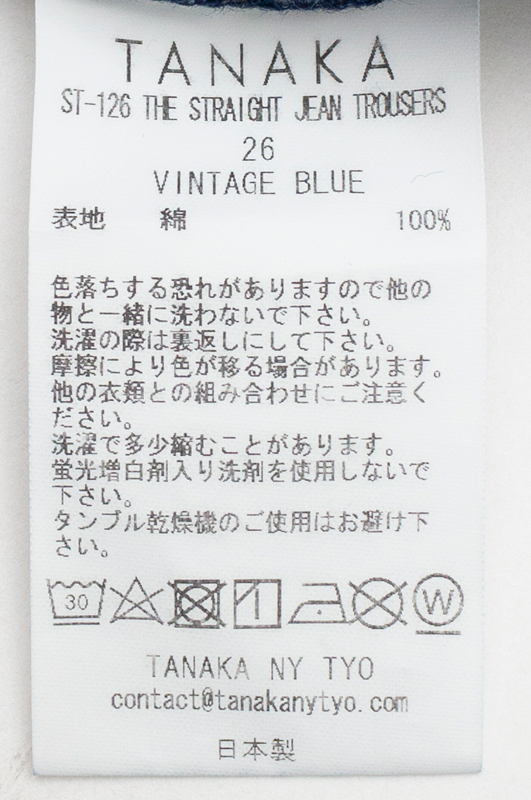 TANAKA
ST-126 THE STRAIGHT JEAN TROUSERS
26
VINTAGE BLUE
表地 綿 100%
色落ちする恐れがありますので他の
物と一緒に洗わないで下さい。
洗濯の際は裏返しにして下さい。
摩擦により色が移る場合があります。
他の衣類との組み合わせにご注意く
ださい。
洗濯で多少縮むことがあります。
蛍光増白剤入り洗剤を使用しないで
下さい。
タンブル乾燥機のご使用はお避け下
さい。
30 W
TANAKA NY TYO
contact@tanakanytyo.com
日本製